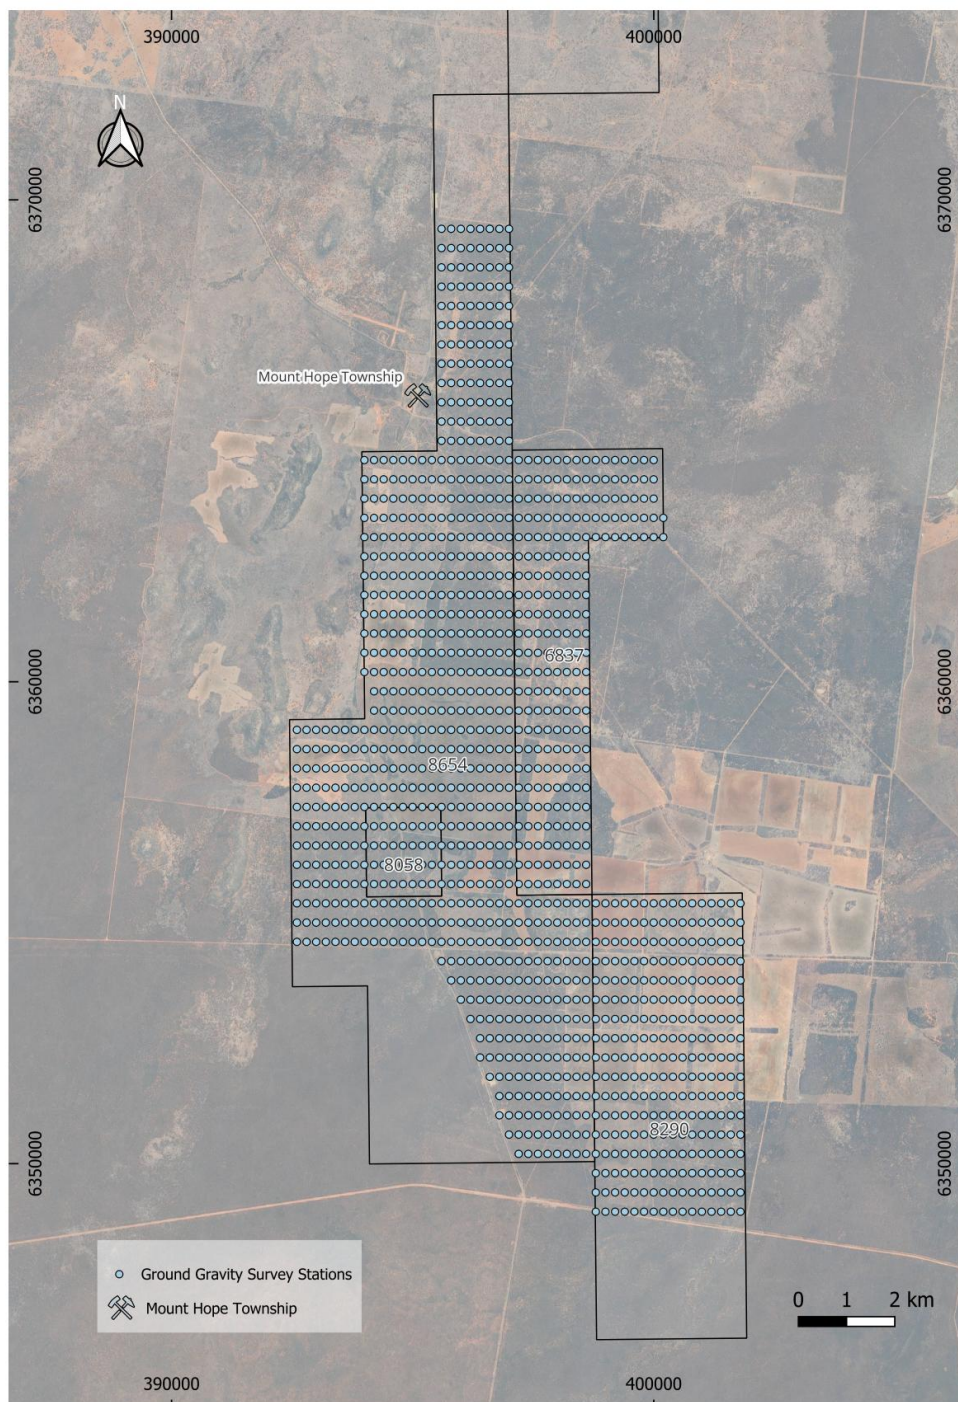 390000 400000
N
6370000 6370000
Mount Hope Township
6360000 6360000
6837
8654
8058
8290
6350000 6350000
Ground Gravity Survey Stations
Mount Hope Township
0 1 2 km
390000 400000